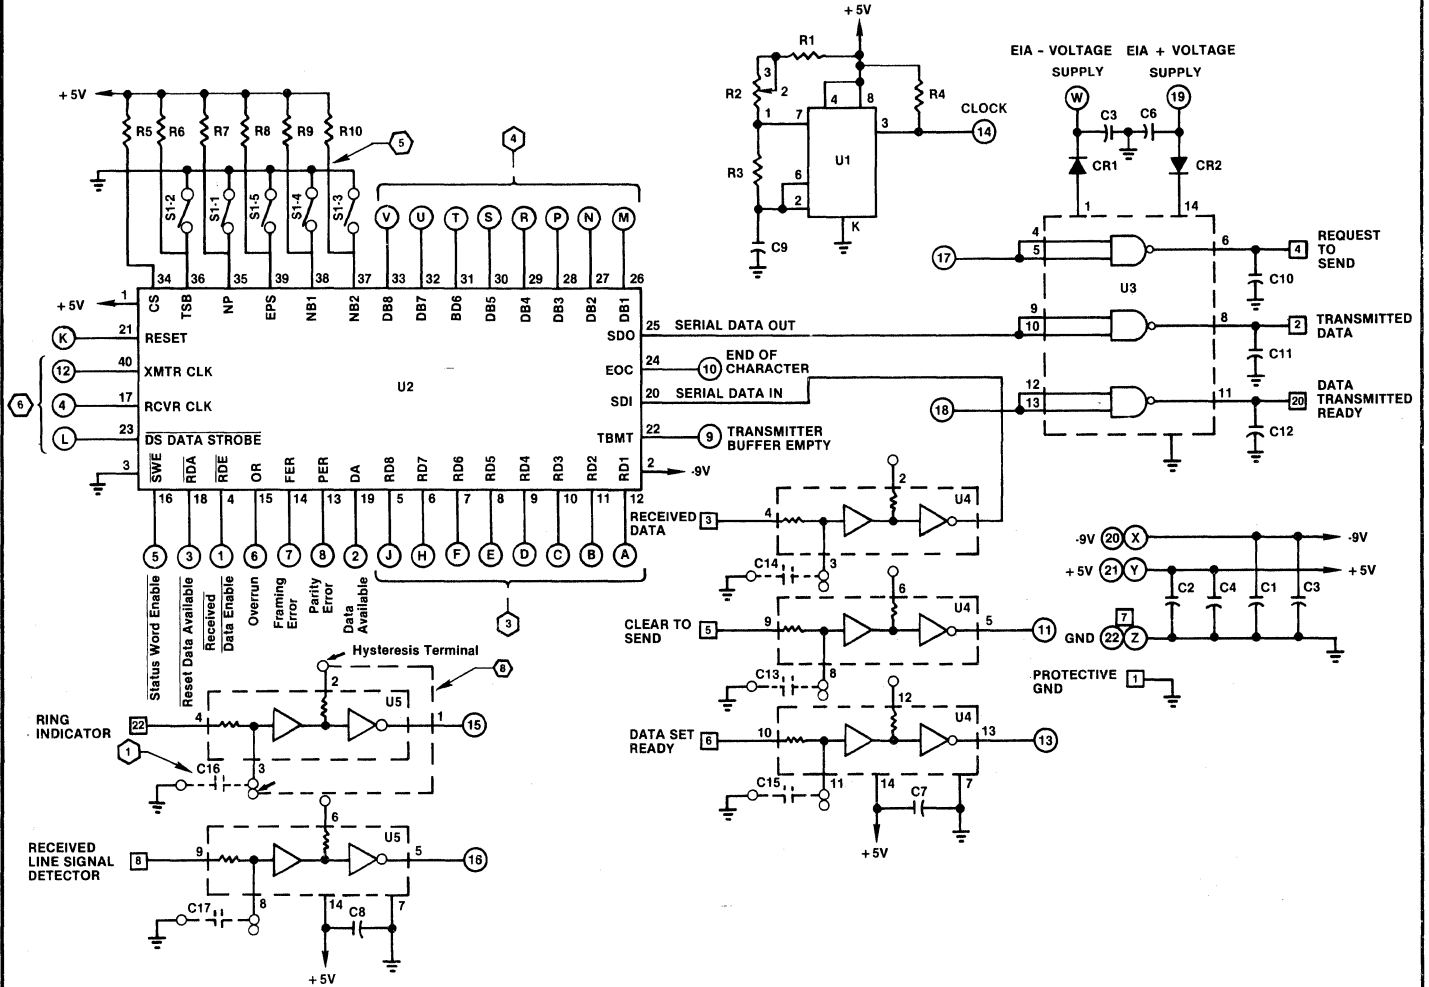 +5V
R1
3
R2
2
1
7
4
8
R4
3
CLOCK
14
U1
R3
6
2
K
C9
EIA - VOLTAGE
SUPPLY
EIA + VOLTAGE
SUPPLY
W
19
C3
C6
CR1
CR2
1
14
+5V
R5
R6
R7
R8
R9
R10
5
4
S1-2
S1-1
S1-5
S1-4
S1-3
V
U
T
S
R
P
N
M
34
36
35
39
38
37
33
32
31
30
29
28
27
26
CS
TSB
NP
EPS
NB1
NB2
DB8
DB7
BD6
DB5
DB4
DB3
DB2
DB1
+5V
1
K
21
RESET
6
12
40
XMTR CLK
4
17
RCVR CLK
L
23
DS DATA STROBE
3
U2
SDO
25
SERIAL DATA OUT
EOC
24
10
END OF
CHARACTER
SDI
20
SERIAL DATA IN
TBMT
22
9
TRANSMITTER
BUFFER EMPTY
2
-9V
SWE
RDA
RDE
OR
FER
PER
DA
RD8
RD7
RD6
RD5
RD4
RD3
RD2
RD1
16
18
4
15
14
13
19
5
6
7
8
9
10
11
12
5
3
1
6
7
8
2
J
H
F
E
D
C
B
A
Status Word Enable
Reset Data Available
Received
Data Enable
Overrun
Framing
Error
Parity
Error
Data
Available
3
17
4
5
6
4
REQUEST
TO
SEND
C10
U3
9
10
8
2
TRANSMITTED
DATA
C11
18
12
13
11
20
DATA
TRANSMITTED
READY
C12
RECEIVED
DATA
3
4
2
U4
C14
3
CLEAR TO
SEND
5
9
6
U4
5
11
C13
8
DATA SET
READY
6
10
12
U4
13
13
C15
11
14
C7
7
+5V
-9V
20
X
-9V
+5V
21
Y
+5V
C2
C4
C1
C3
7
GND
22
Z
PROTECTIVE
GND
1
Hysteresis Terminal
8
2
RING
INDICATOR
22
4
U5
1
15
1
C16
3
RECEIVED
LINE SIGNAL
DETECTOR
8
9
6
U5
5
16
C17
8
14
C8
7
+5V